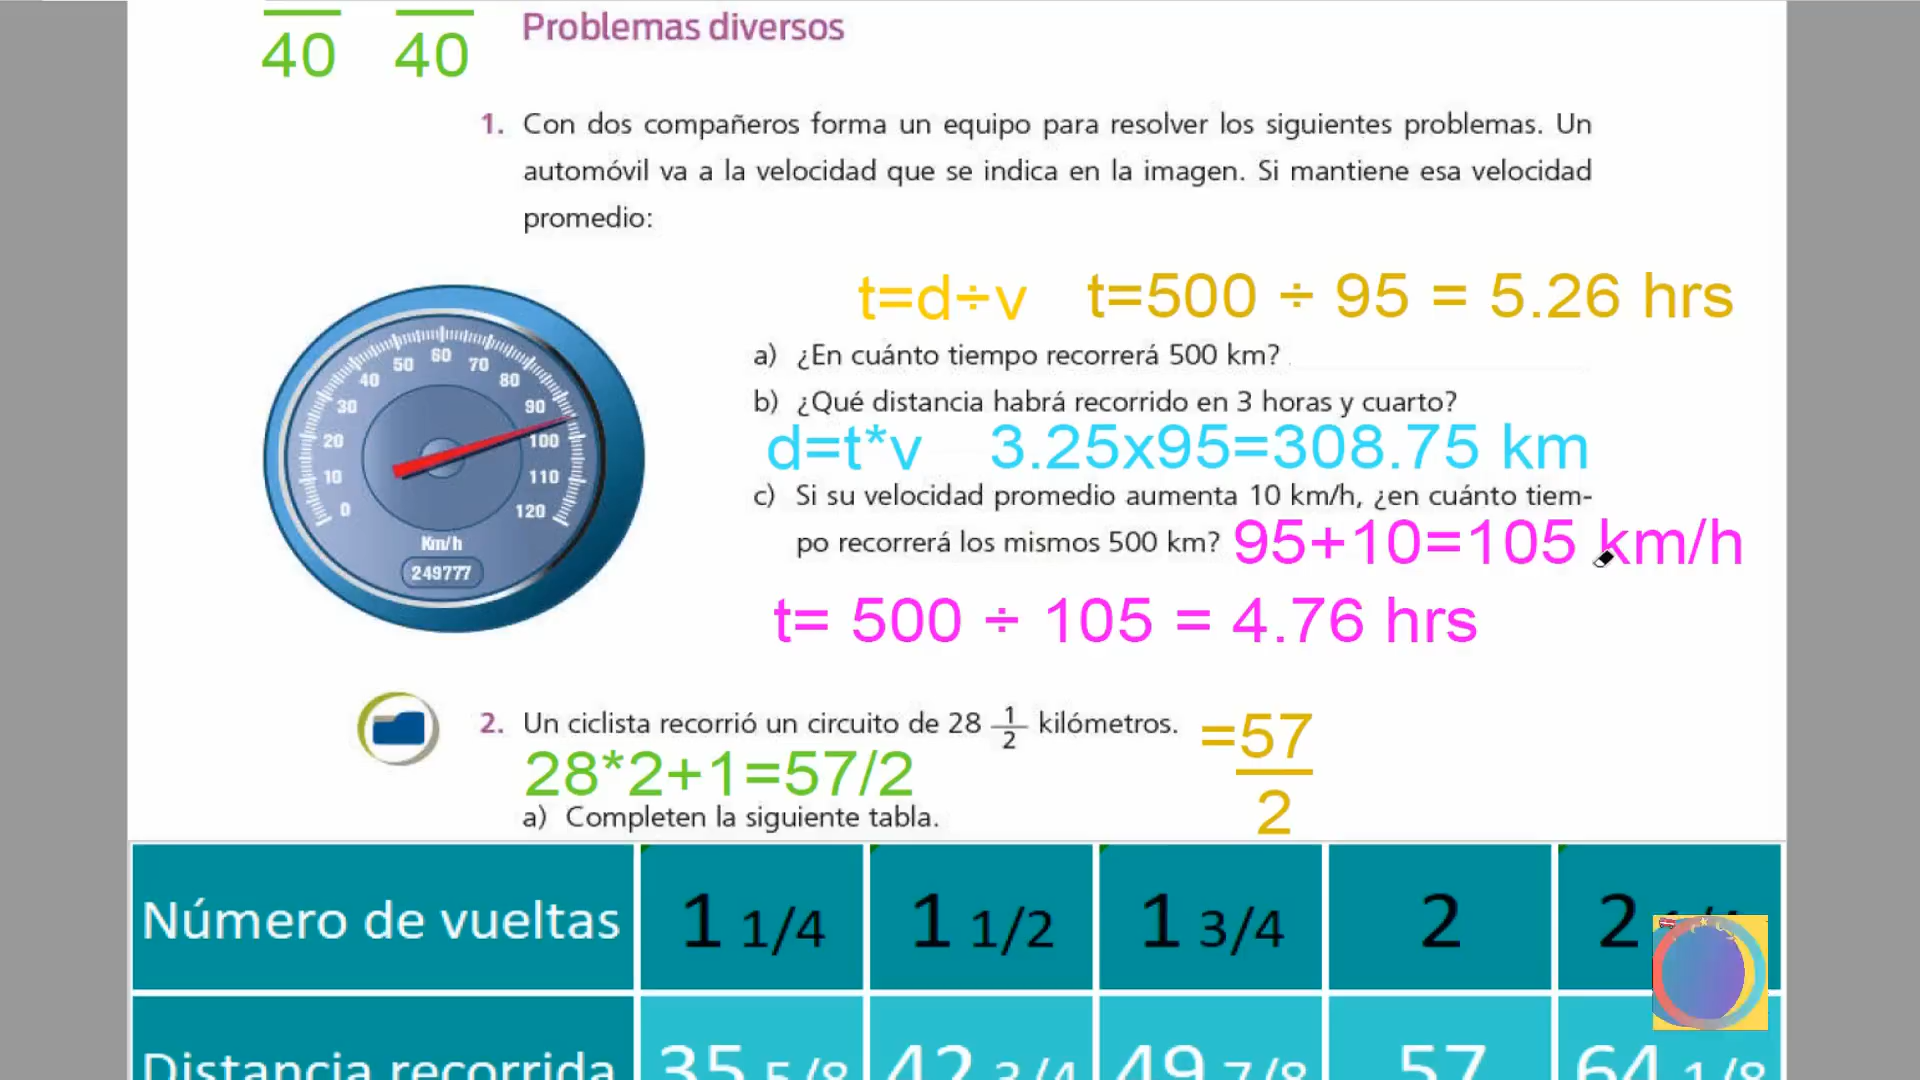 40 40
Problemas diversos
1. Con dos compañeros forma un equipo para resolver los siguientes problemas. Un
automóvil va a la velocidad que se indica en la imagen. Si mantiene esa velocidad
promedio:
t=d÷v t=500 ÷ 95 = 5.26 hrs
a) ¿En cuánto tiempo recorrerá 500 km?
b) ¿Qué distancia habrá recorrido en 3 horas y cuarto?
d=t*v 3.25x95=308.75 km
c) Si su velocidad promedio aumenta 10 km/h, ¿en cuánto tiem-
po recorrerá los mismos 500 km? 95+10=105 km/h
t= 500 ÷ 105 = 4.76 hrs
0 10 20 30 40 50 60 70 80 90 100 110 120
Km/h
249777
2. Un ciclista recorrió un circuito de 28 1/2 kilómetros. =57/2
28*2+1=57/2
a) Completen la siguiente tabla.
Número de vueltas 1 1/4 1 1/2 1 3/4 2 2
Distancia recorrida 35 5/8 42 3/4 49 7/8 57 64 1/8